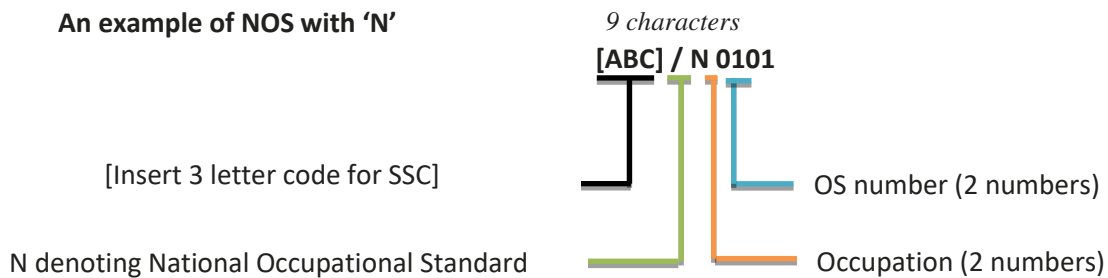 An example of NOS with ‘N’
9 characters
[ABC] / N 0101
[Insert 3 letter code for SSC]
OS number (2 numbers)
N denoting National Occupational Standard
Occupation (2 numbers)